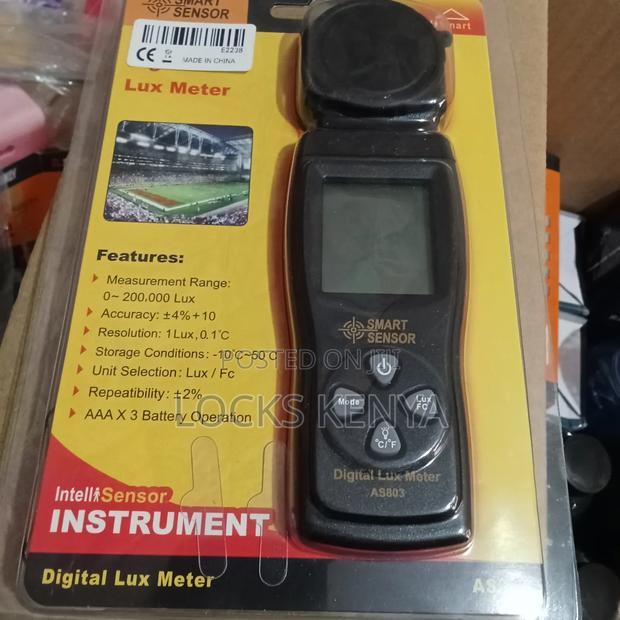 SMART
SENSOR
E2238
CE
MADE IN CHINA
Lux Meter
Features:
Measurement Range:
0~ 200,000 Lux
Accuracy: ±4%+10
Resolution: 1Lux, 0.1°C
Storage Conditions: -10°C~50°C
Unit Selection: Lux / Fc
Repeatibility: ±2%
AAA X 3 Battery Operation
SMART
SENSOR
Mode
Lux
FC
°C/°F
Digital Lux Meter
AS803
POSTED ON
LOCKS KENYA
Intelli Sensor
INSTRUMENT
Digital Lux Meter